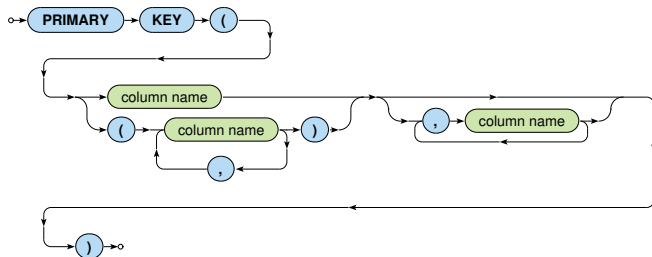 PRIMARY KEY (
column name
( column name )
,
, column name
)